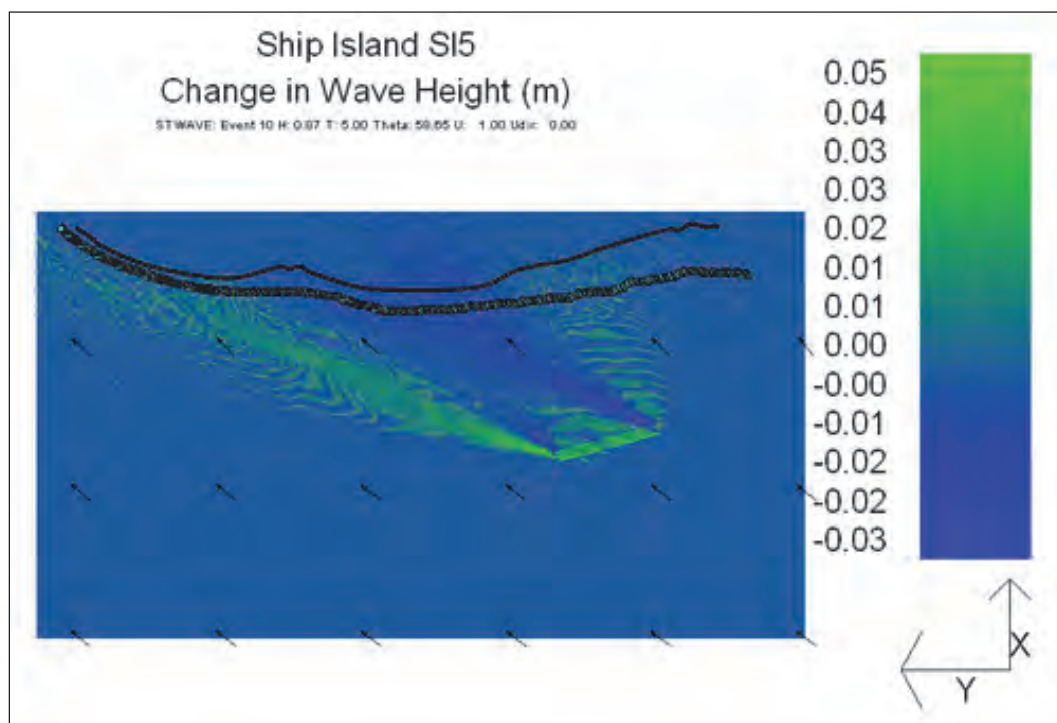 Ship Island SI5
Change in Wave Height (m)
STWAVE: Event 10 H: 0.87 T: 5.00 Theta: 59.65 U: 1.00 Udir: 0.00
0.05
0.04
0.03
0.03
0.02
0.01
0.01
0.00
-0.00
-0.01
-0.02
-0.02
-0.03
X
Y